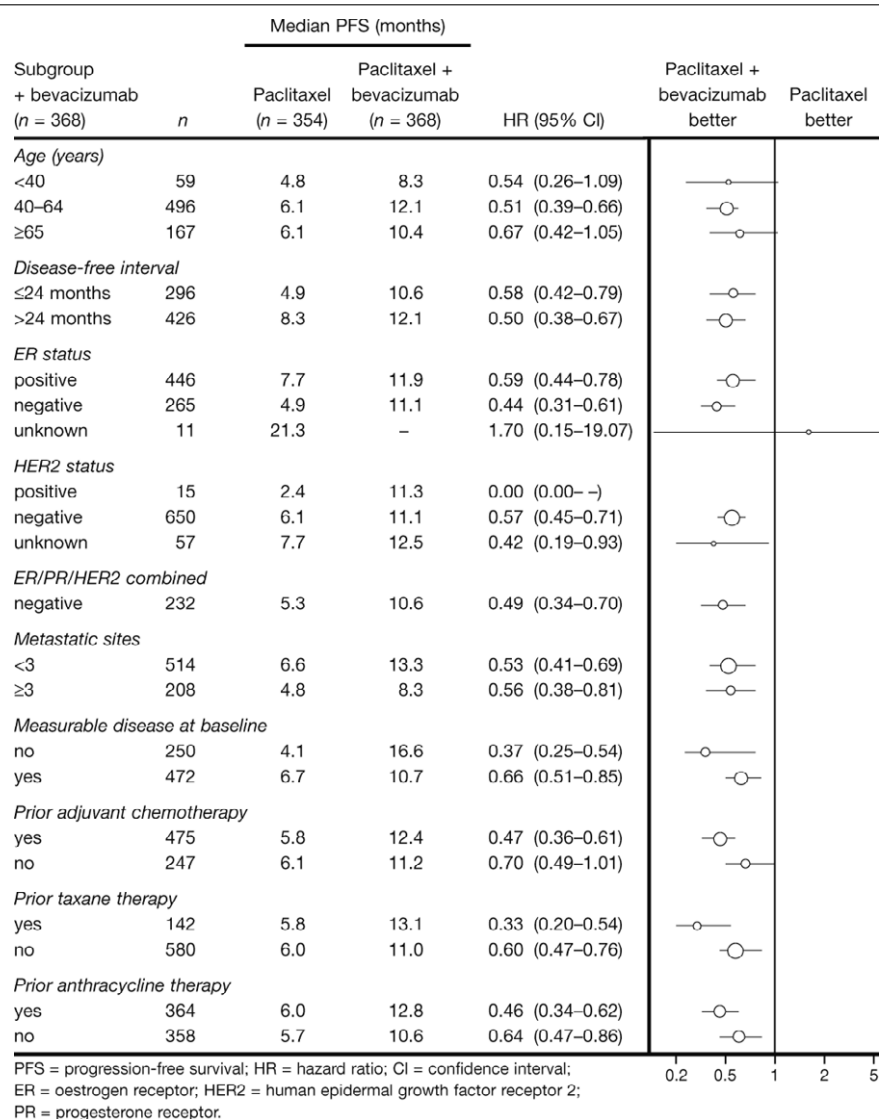 Median PFS (months)
Subgroup Paclitaxel + Paclitaxel +
+ bevacizumab Paclitaxel bevacizumab bevacizumab Paclitaxel
(n = 368) n (n = 354) (n = 368) HR (95% CI) better better
Age (years)
<40 59 4.8 8.3 0.54 (0.26–1.09)
40–64 496 6.1 12.1 0.51 (0.39–0.66)
≥65 167 6.1 10.4 0.67 (0.42–1.05)
Disease-free interval
≤24 months 296 4.9 10.6 0.58 (0.42–0.79)
>24 months 426 8.3 12.1 0.50 (0.38–0.67)
ER status
positive 446 7.7 11.9 0.59 (0.44–0.78)
negative 265 4.9 11.1 0.44 (0.31–0.61)
unknown 11 21.3 – 1.70 (0.15–19.07)
HER2 status
positive 15 2.4 11.3 0.00 (0.00– –)
negative 650 6.1 11.1 0.57 (0.45–0.71)
unknown 57 7.7 12.5 0.42 (0.19–0.93)
ER/PR/HER2 combined
negative 232 5.3 10.6 0.49 (0.34–0.70)
Metastatic sites
<3 514 6.6 13.3 0.53 (0.41–0.69)
≥3 208 4.8 8.3 0.56 (0.38–0.81)
Measurable disease at baseline
no 250 4.1 16.6 0.37 (0.25–0.54)
yes 472 6.7 10.7 0.66 (0.51–0.85)
Prior adjuvant chemotherapy
yes 475 5.8 12.4 0.47 (0.36–0.61)
no 247 6.1 11.2 0.70 (0.49–1.01)
Prior taxane therapy
yes 142 5.8 13.1 0.33 (0.20–0.54)
no 580 6.0 11.0 0.60 (0.47–0.76)
Prior anthracycline therapy
yes 364 6.0 12.8 0.46 (0.34–0.62)
no 358 5.7 10.6 0.64 (0.47–0.86)
0.2 0.5 1 2 5
PFS = progression-free survival; HR = hazard ratio; CI = confidence interval;
ER = oestrogen receptor; HER2 = human epidermal growth factor receptor 2;
PR = progesterone receptor.